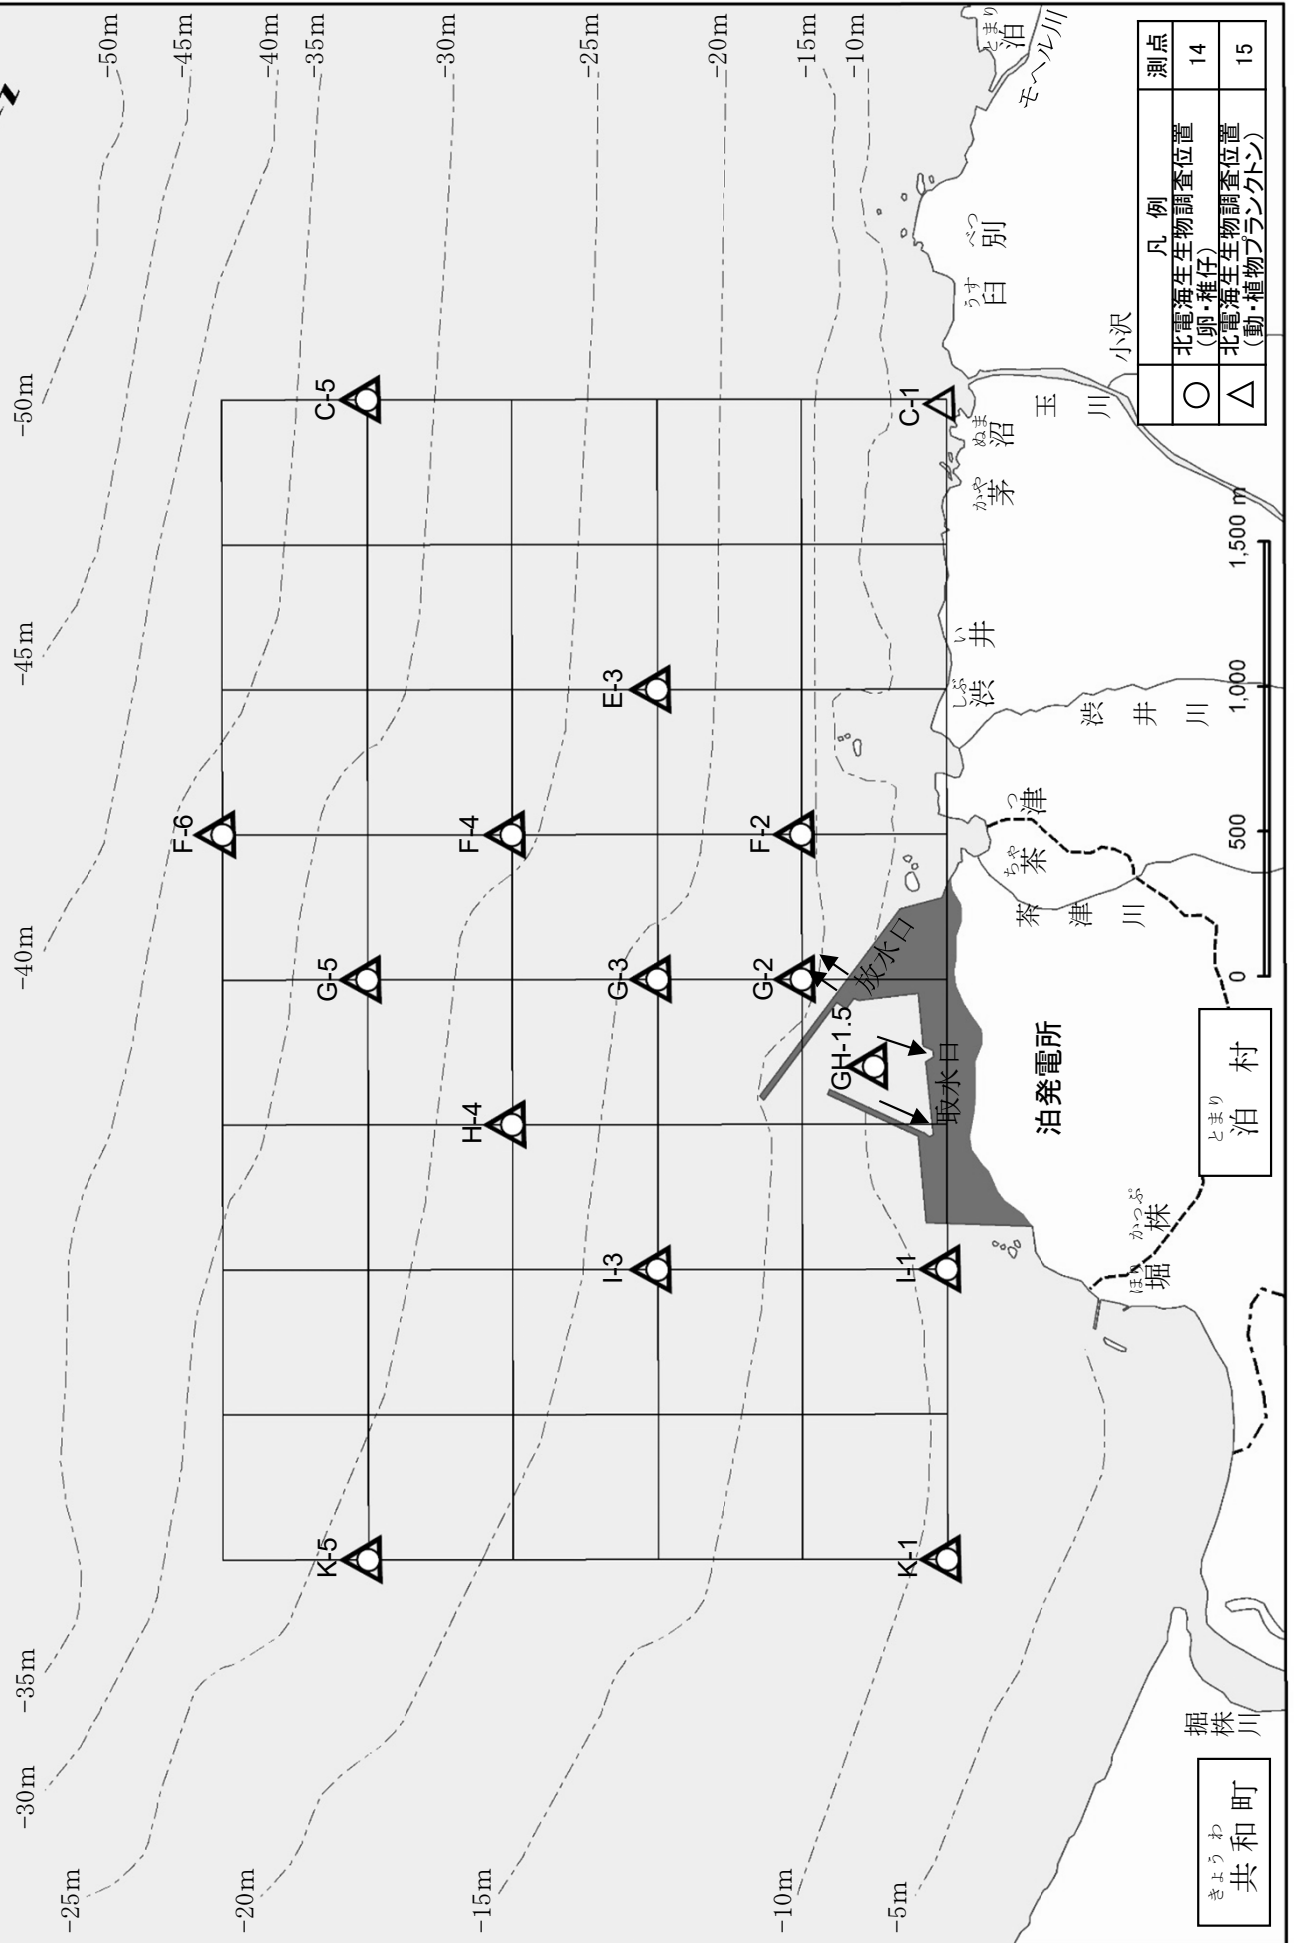 -50m
-45m
-40m
-35m
-30m
-25m
-20m
-15m
-10m
-50m
-45m
-40m
-35m
-30m
-25m
-20m
-15m
-10m
-5m
C-5
C-1
E-3
F-6
F-4
F-2
G-5
G-3
G-2
GH-1.5
H-4
I-3
I-1
K-5
K-1
放水口
取水口
泊発電所
とまり
泊
モヘル川
うす べつ
臼 別
小沢
玉川
かや ぬま
茅 沼
しぶ い
渋 井
渋井川
ちや つ
茶 津
茶津川
ほり かっぷ
堀 株
とまり
泊 村
掘株川
きょう わ
共 和 町
0 500 1,000 1,500 m
凡 例 測 点
○ 北電海生生物調査位置 14
(卵・稚仔)
△ 北電海生生物調査位置 15
(動・植物プランクトン)